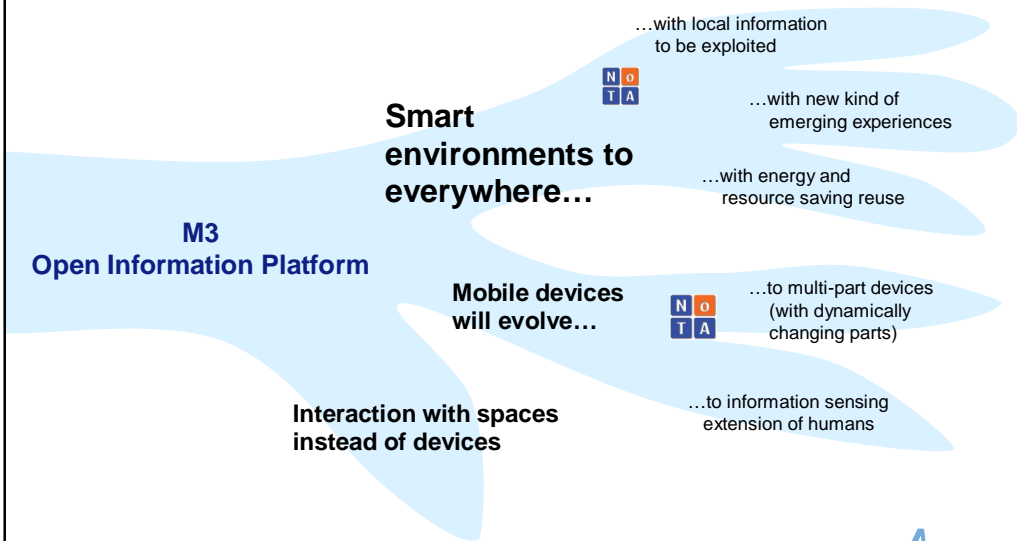 …with local information
to be exploited
N o
T A
Smart
environments to
everywhere…
…with new kind of
emerging experiences
…with energy and
resource saving reuse
M3
Open Information Platform
Mobile devices
will evolve…
N o
T A
…to multi-part devices
(with dynamically
changing parts)
Interaction with spaces
instead of devices
…to information sensing
extension of humans